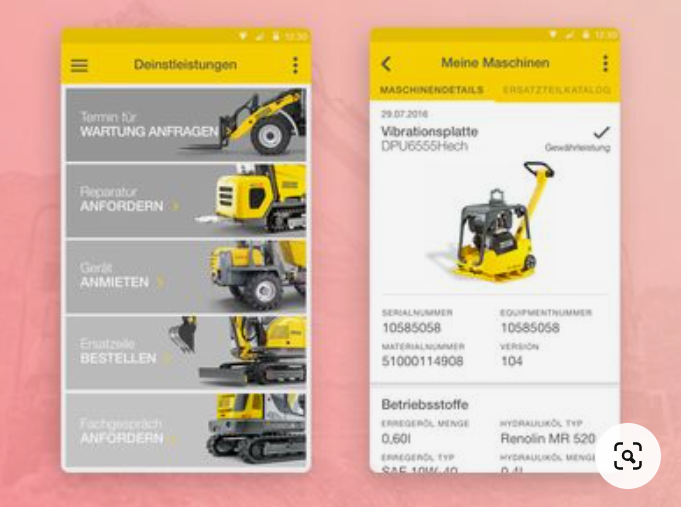 12.30
Deinstleistungen
Termin für
WARTUNG ANFRAGEN
Reparatur
ANFORDERN
Gerät
ANMIETEN
Ersatzteile
BESTELLEN
Fachgespräch
ANFORDERN
12.30
Meine Maschinen
MASCHINENDETAILS ERSATZTEILKATALOG
29.07.2016
Vibrationsplatte
DPU6555Hech
Gewährleistung
SERIALNUMMER EQUIPMENTNUMMER
10585058 10585058
MATERIALNUMMER VERSION
51000114908 104
Betriebsstoffe
ERREGERÖL MENGE HYDRAULIKÖL TYP
0,60l Renolin MR 520
ERREGERÖL TYP HYDRAULIKÖL MENGE
SAE 10W-40 0,4l